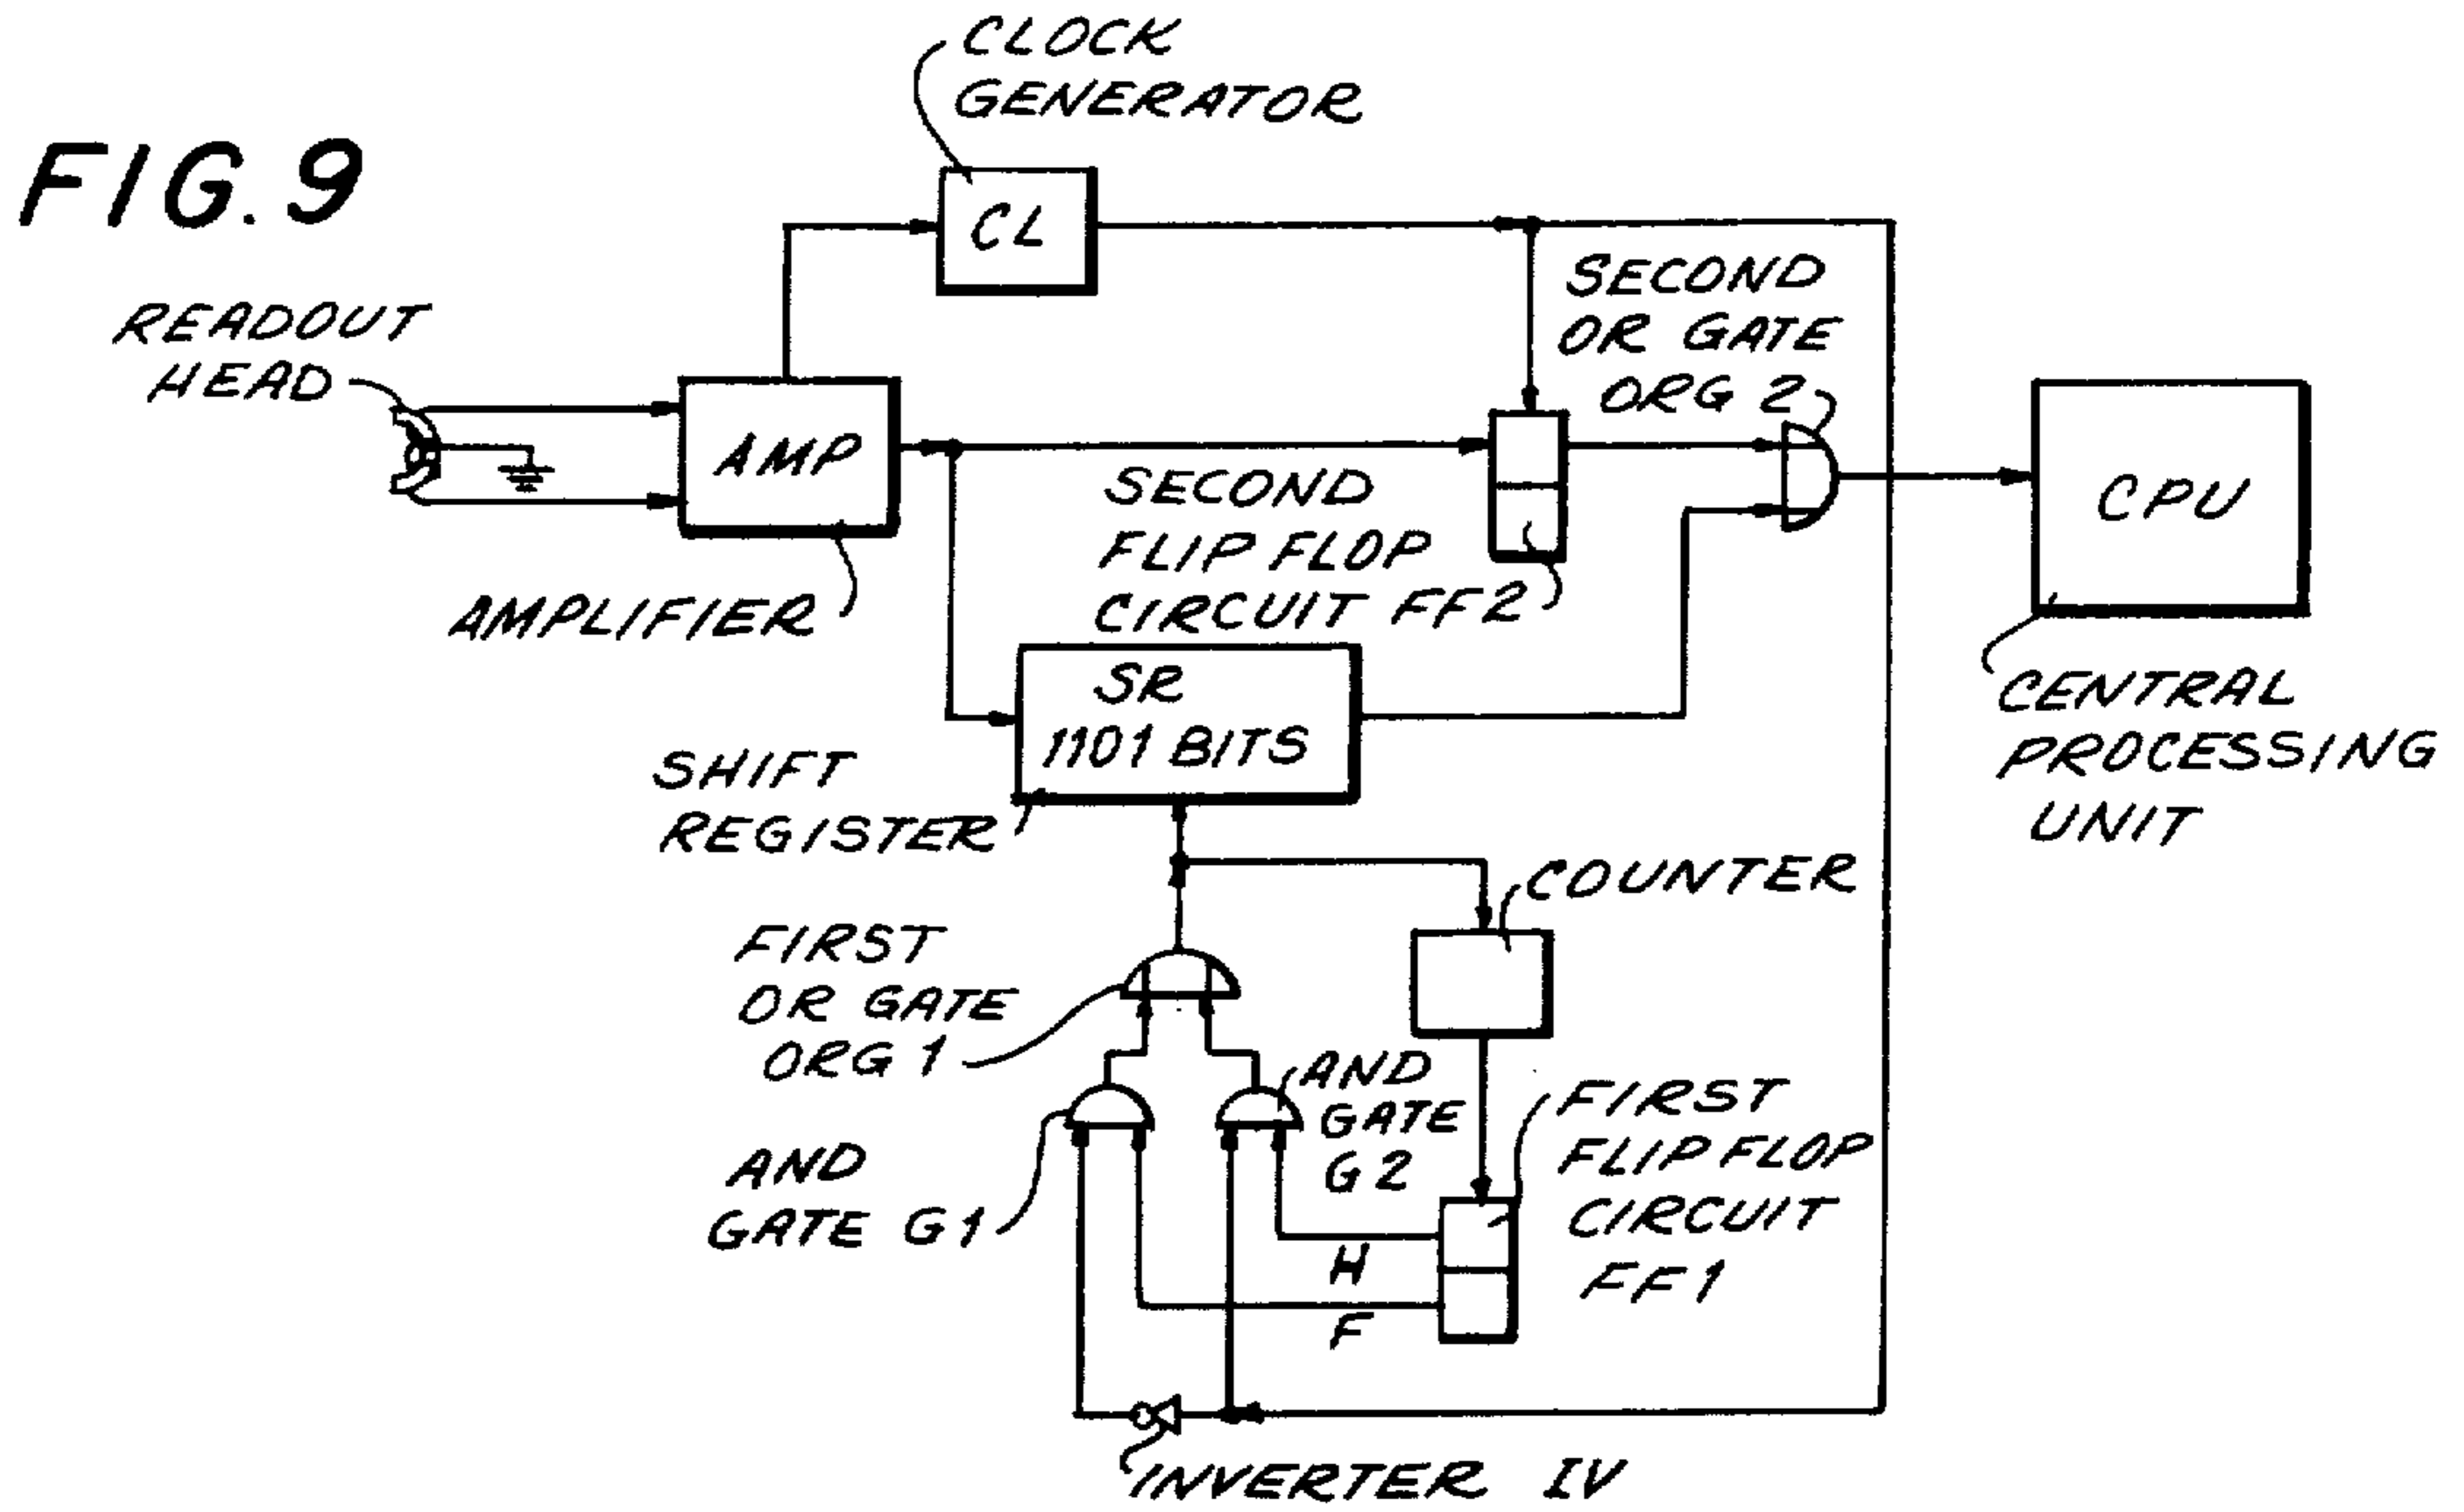 FIG. 9
CLOCK
GENERATOR
CL
READOUT
HEAD
AMP
AMPLIFIER
SECOND
OR GATE
ORG 2
SECOND
FLIP FLOP
CIRCUIT FF2
CPU
CENTRAL
PROCESSING
UNIT
SR
1101 BITS
SHIFT
REGISTER
COUNTER
FIRST
OR GATE
ORG 1
AND
GATE G1
AND
GATE
G2
FIRST
FLIP FLOP
CIRCUIT
FF1
H
F
INVERTER IV